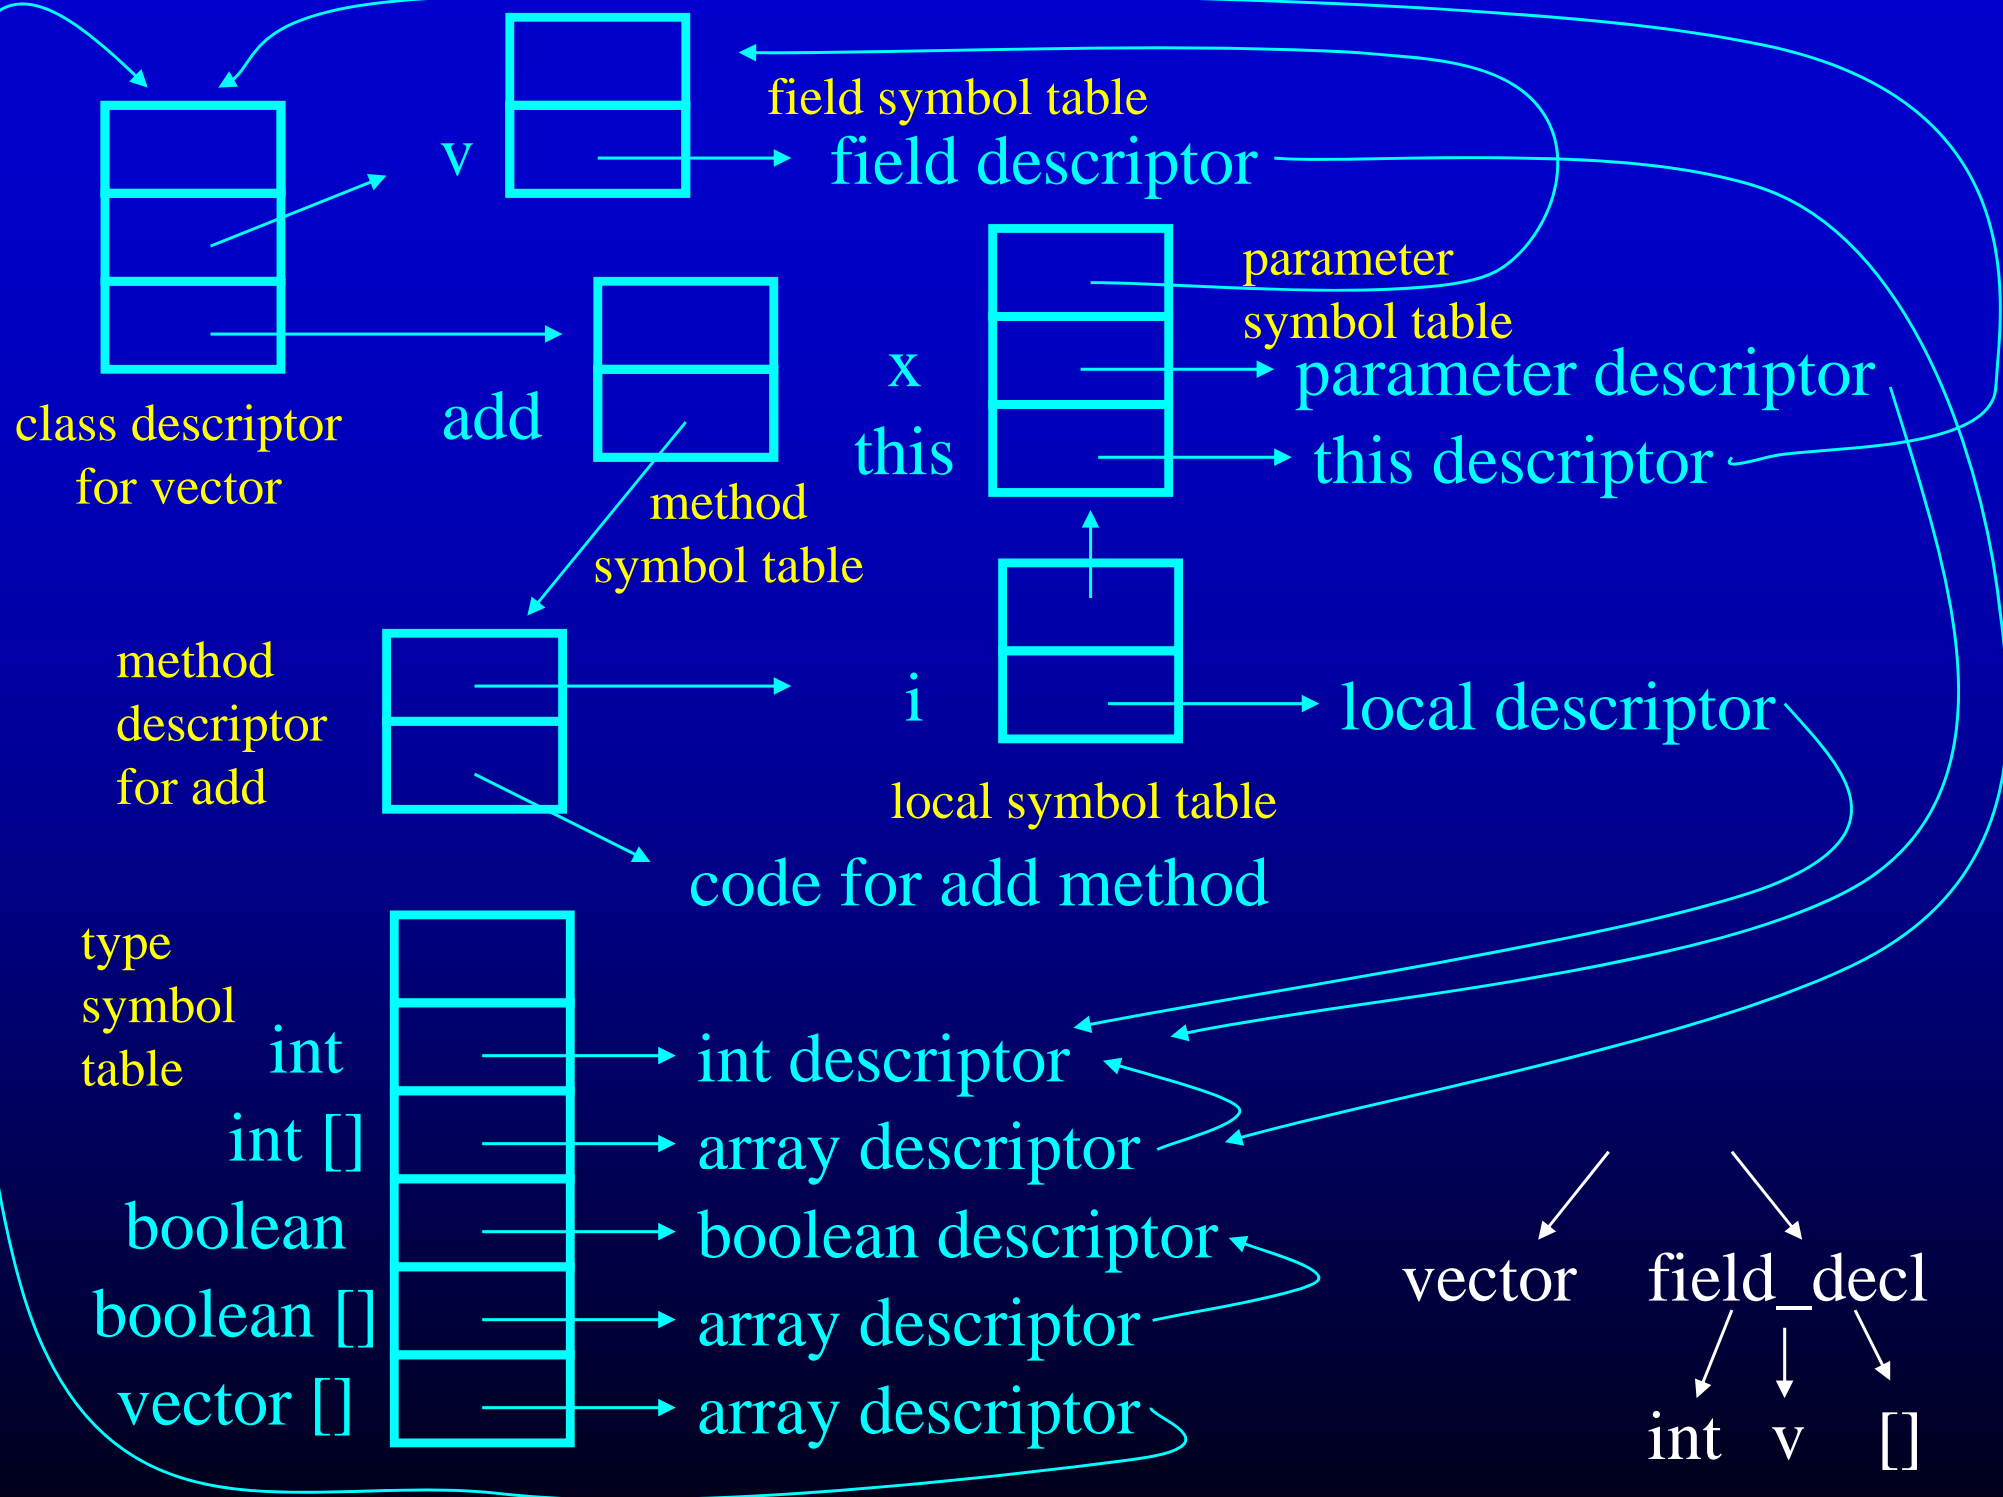 field symbol table
v
field descriptor
parameter
symbol table
x
parameter descriptor
class descriptor
for vector
add
this
this descriptor
method
symbol table
method
descriptor
for add
i
local descriptor
local symbol table
code for add method
type
symbol
table
int
int descriptor
int []
array descriptor
boolean
boolean descriptor
vector field_decl
boolean []
array descriptor
vector []
array descriptor
int v []